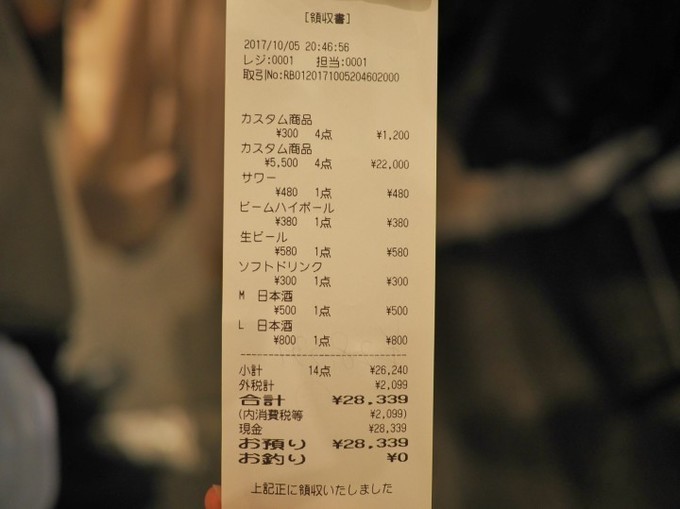 [領収書]
2017/10/05 20:46:56
レジ:0001 担当:0001
取引No:RB0120171005204602000
カスタム商品
¥300 4点 ¥1,200
カスタム商品
¥5,500 4点 ¥22,000
サワー
¥480 1点 ¥480
ビームハイボール
¥380 1点 ¥380
生ビール
¥580 1点 ¥580
ソフトドリンク
¥300 1点 ¥300
M 日本酒
¥500 1点 ¥500
L 日本酒
¥800 1点 ¥800
小計 14点 ¥26,240
外税計 ¥2,099
合計 ¥28,339
(内消費税等 ¥2,099)
現金 ¥28,339
お預り ¥28,339
お釣り ¥0
上記正に領収いたしました